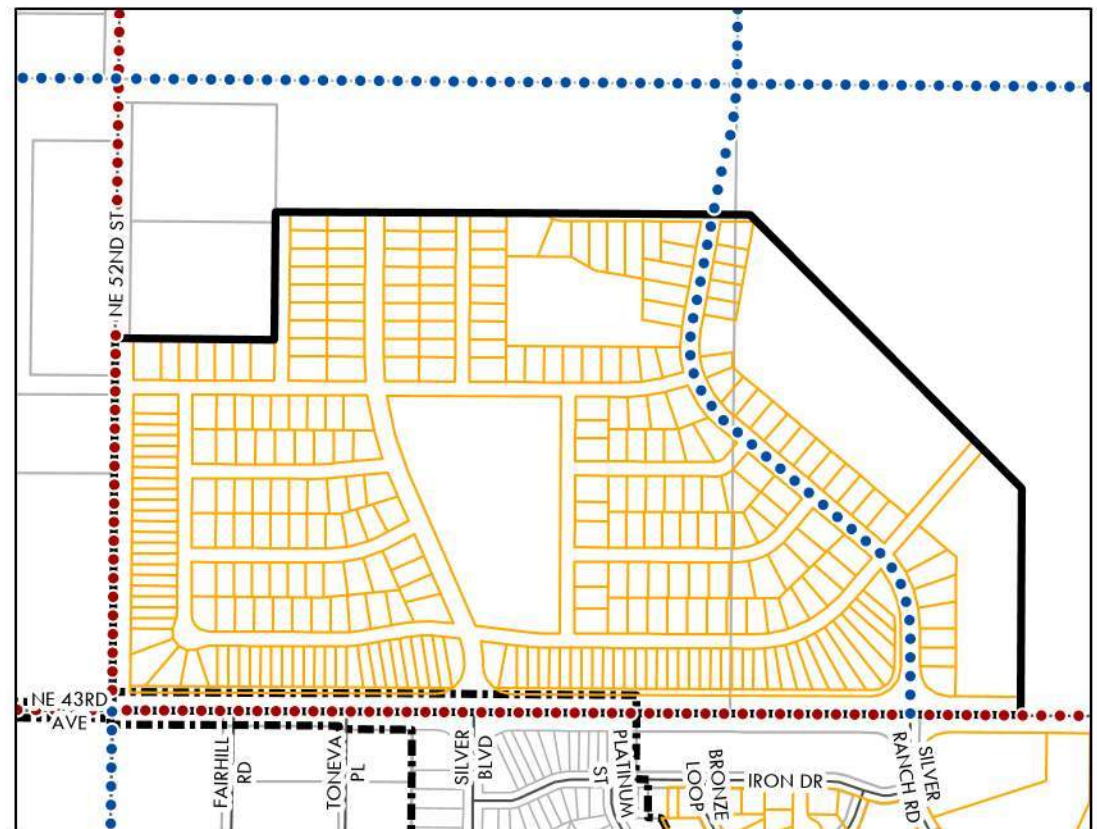 NE 52ND ST
NE 43RD
AVE
FAIRHILL
RD
TONEVA
PL
SILVER
BLVD
PLATINUM
ST
BRONZE
LOOP
IRON DR
SILVER
RANCH RD